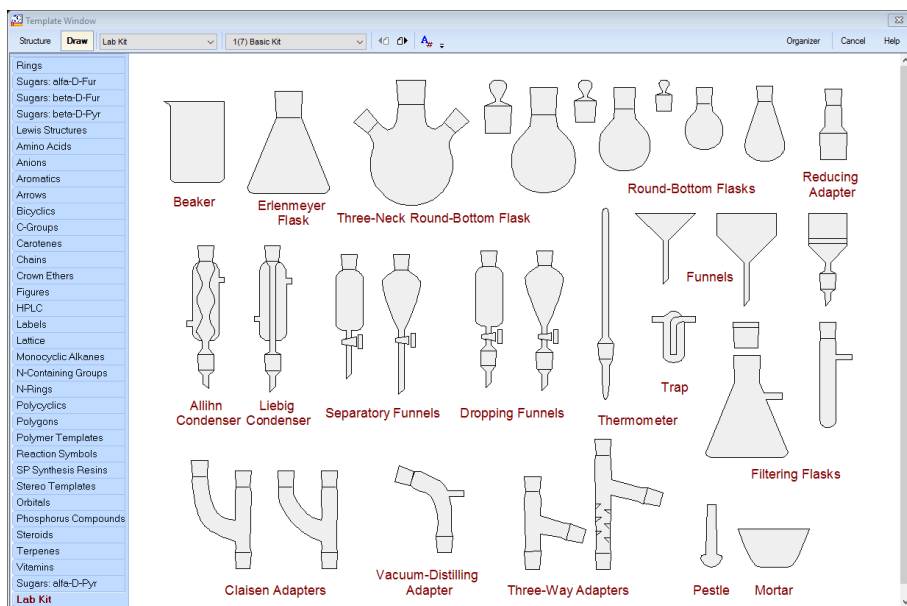 Template Window
Structure Draw Lab Kit 1(7) Basic Kit A# Organizer Cancel Help
Rings
Sugars: alfa-D-Fur
Sugars: beta-D-Fur
Sugars: beta-D-Pyr
Lewis Structures
Amino Acids
Anions
Aromatics
Arrows
Bicyclics
C-Groups
Carotenes
Chains
Crown Ethers
Figures
HPLC
Labels
Lattice
Monocyclic Alkanes
N-Containing Groups
N-Rings
Polycyclics
Polygons
Polymer Templates
Reaction Symbols
SP Synthesis Resins
Stereo Templates
Orbitals
Phosphorus Compounds
Steroids
Terpenes
Vitamins
Sugars: alfa-D-Pyr
Lab Kit
Beaker
Erlenmeyer
Flask
Three-Neck Round-Bottom Flask
Round-Bottom Flasks
Reducing
Adapter
Funnels
Allihn
Condenser
Liebig
Condenser
Separatory Funnels
Dropping Funnels
Thermometer
Trap
Filtering Flasks
Claisen Adapters
Vacuum-Distilling
Adapter
Three-Way Adapters
Pestle
Mortar